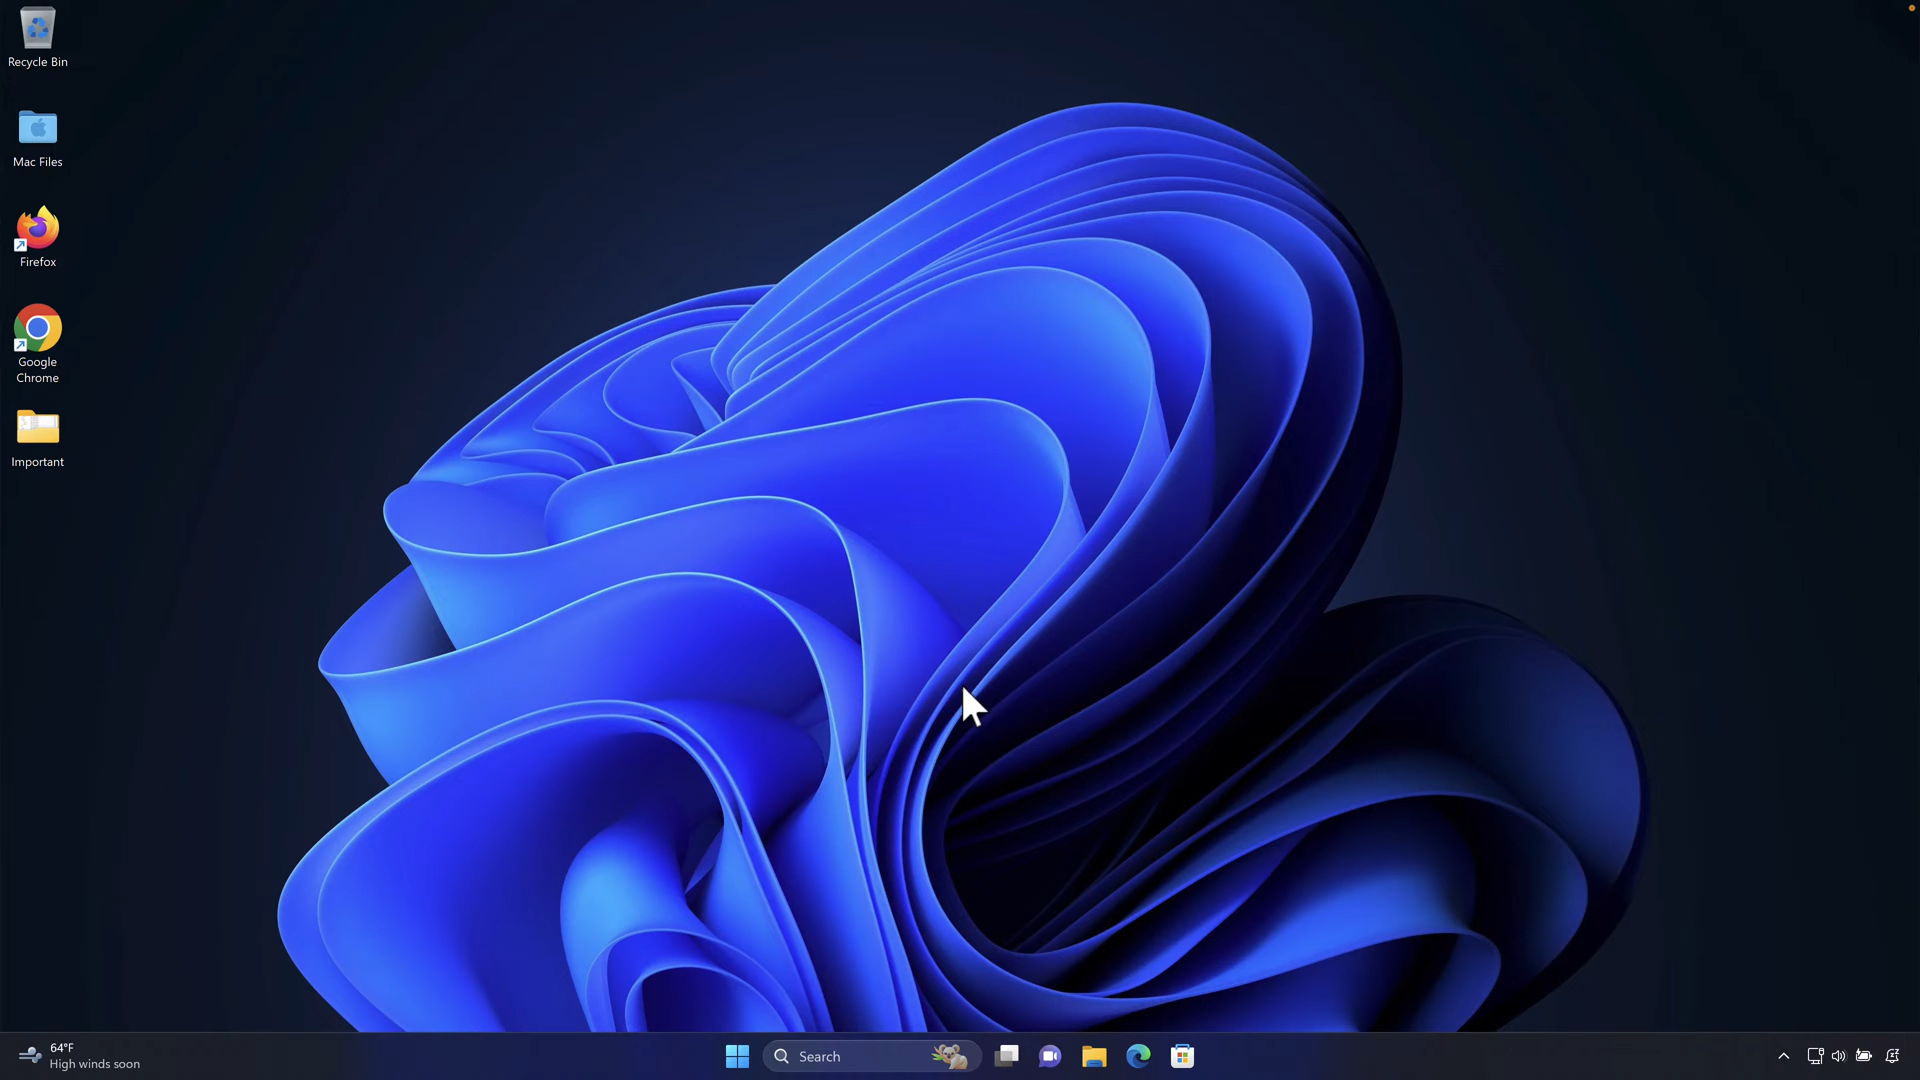 Recycle Bin
Mac Files
Firefox
Google
Chrome
Important
64°F
High winds soon
Search